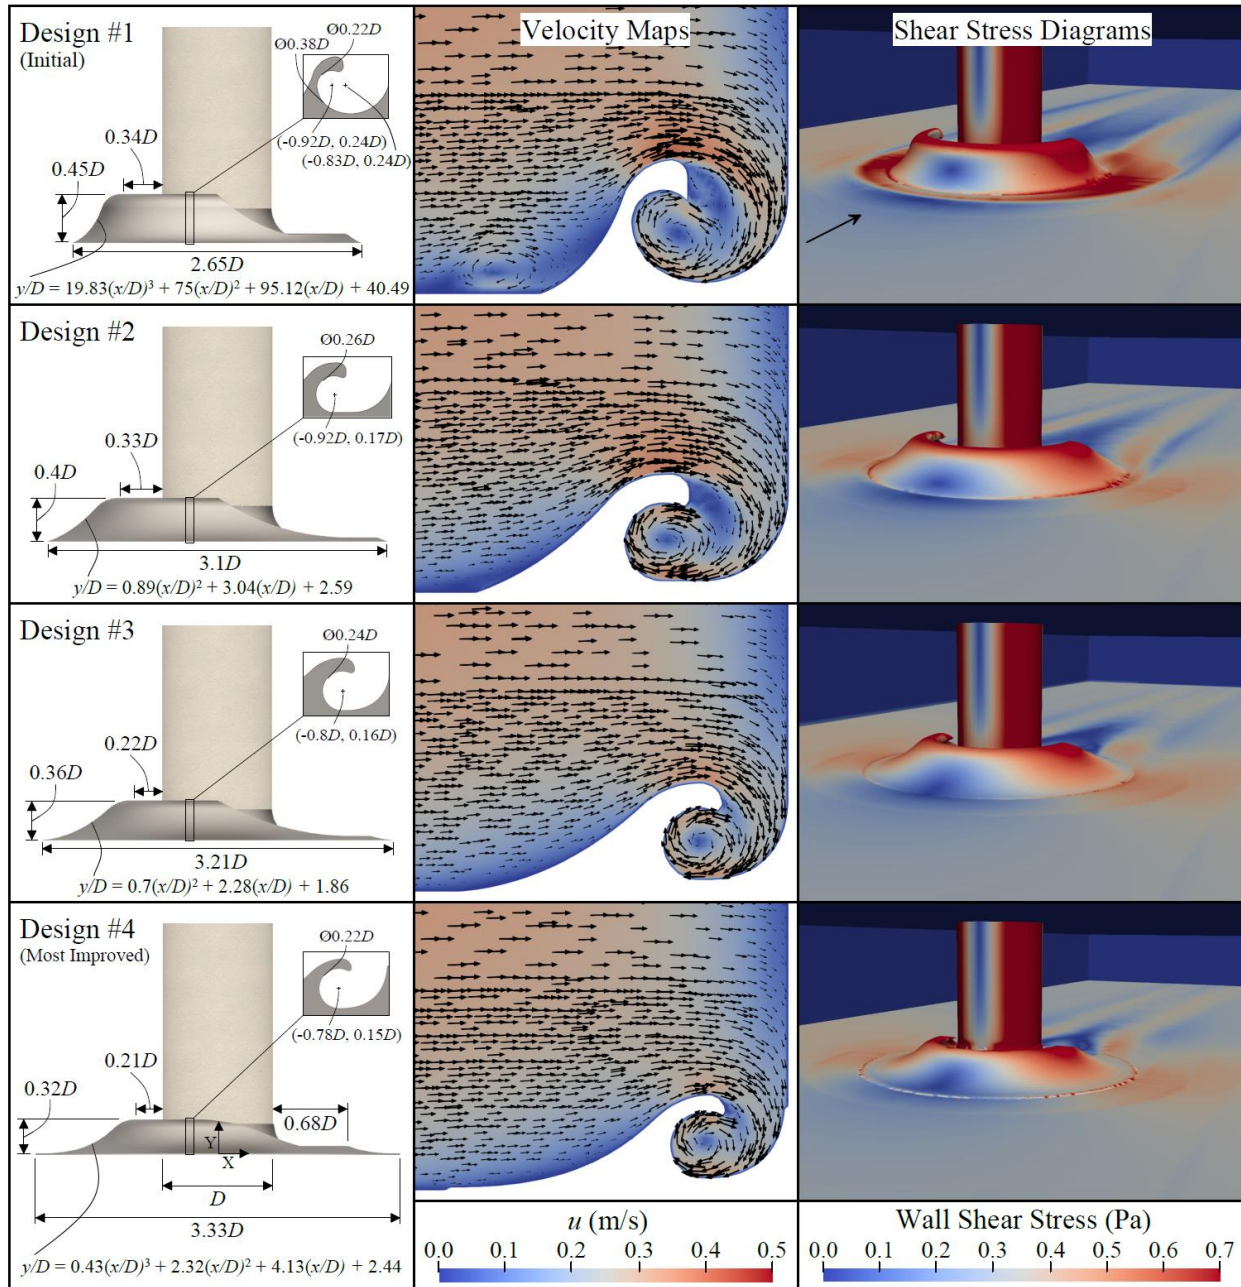 Design #1
(Initial)
Ø0.22D
Ø0.38D
0.34D
(-0.92D, 0.24D)
(-0.83D, 0.24D)
0.45D
2.65D
y/D = 19.83(x/D)³ + 75(x/D)² + 95.12(x/D) + 40.49
Velocity Maps
Shear Stress Diagrams
Design #2
Ø0.26D
(-0.92D, 0.17D)
0.33D
0.4D
3.1D
y/D = 0.89(x/D)² + 3.04(x/D) + 2.59
Design #3
Ø0.24D
(-0.8D, 0.16D)
0.22D
0.36D
3.21D
y/D = 0.7(x/D)² + 2.28(x/D) + 1.86
Design #4
(Most Improved)
Ø0.22D
(-0.78D, 0.15D)
0.21D
0.32D
0.68D
Y
X
D
3.33D
y/D = 0.43(x/D)³ + 2.32(x/D)² + 4.13(x/D) + 2.44
u (m/s)
0.0 0.1 0.2 0.3 0.4 0.5
Wall Shear Stress (Pa)
0.0 0.1 0.2 0.3 0.4 0.5 0.6 0.7